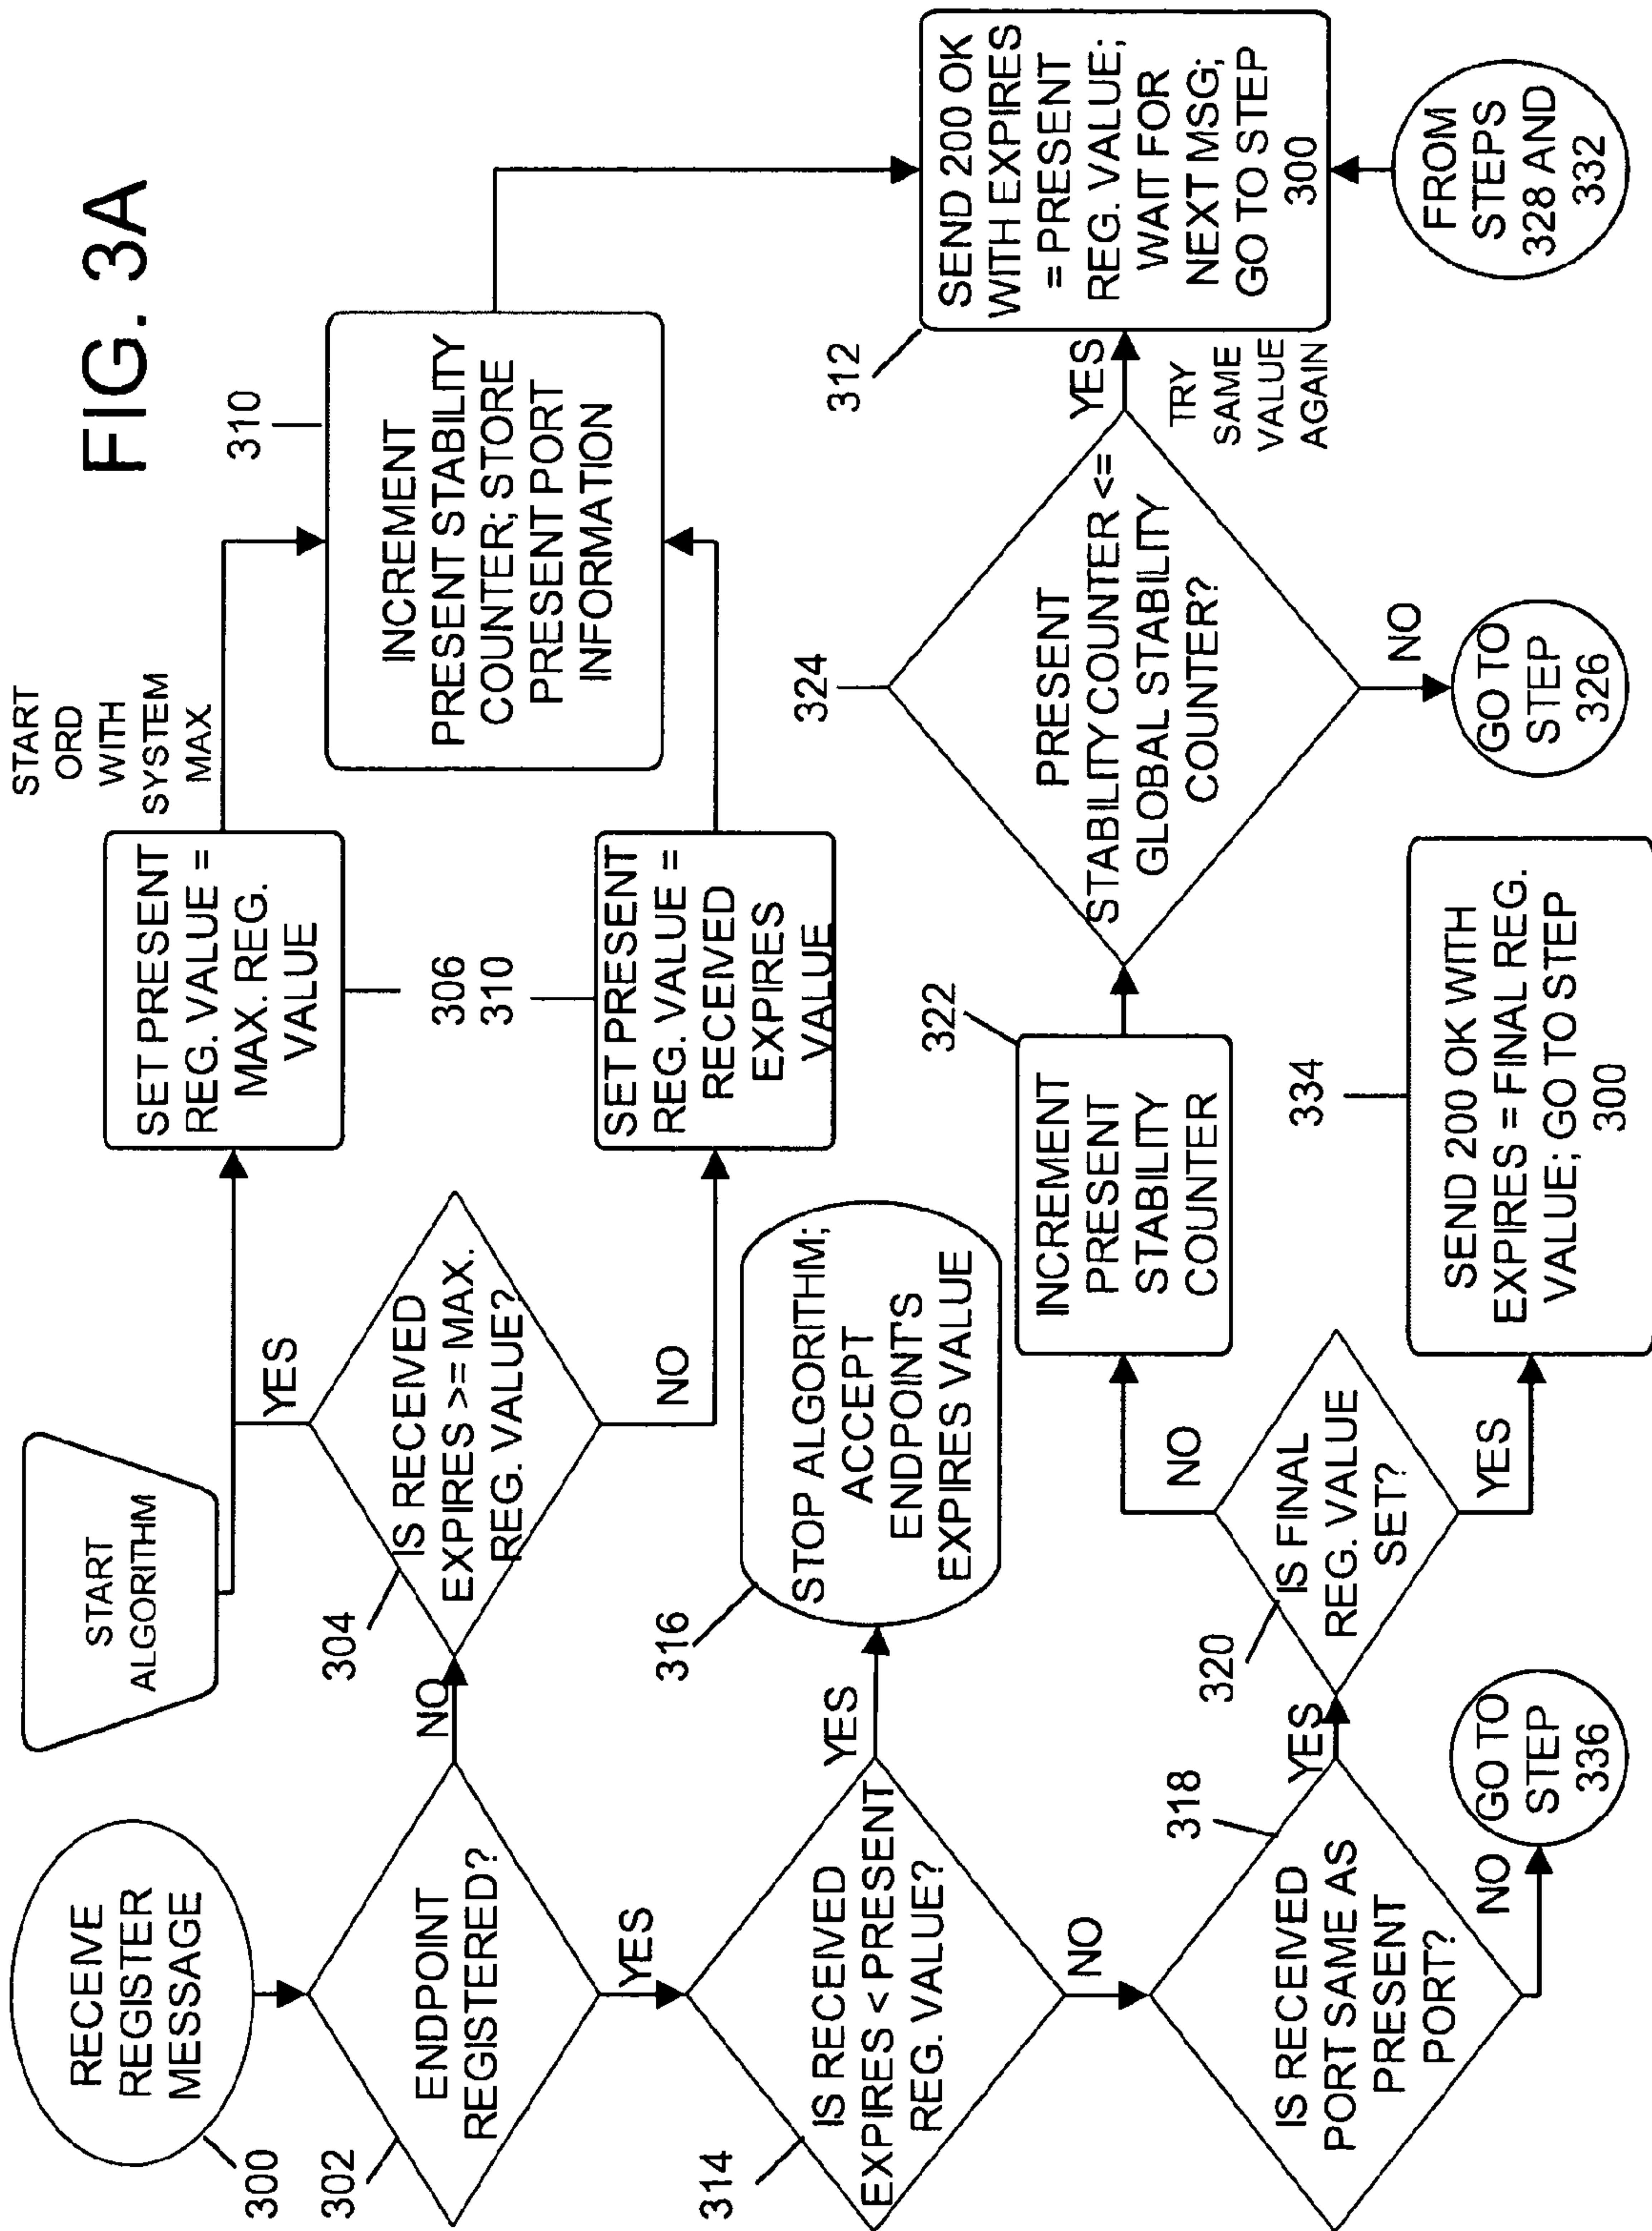 FIG. 3A
START
ALGORITHM
START
ORD
WITH
SYSTEM
MAX.
RECEIVE
REGISTER
MESSAGE
300
302
ENDPOINT
REGISTERED?
NO
YES
304
IS RECEIVED
EXPIRES >= MAX.
REG. VALUE?
YES
NO
SET PRESENT
REG. VALUE =
MAX. REG.
VALUE
306
310
SET PRESENT
REG. VALUE =
RECEIVED
EXPIRES
VALUE
310
INCREMENT
PRESENT STABILITY
COUNTER; STORE
PRESENT PORT
INFORMATION
312
SEND 200 OK
WITH EXPIRES
= PRESENT
REG. VALUE;
WAIT FOR
NEXT MSG;
GO TO STEP
300
314
IS RECEIVED
EXPIRES < PRESENT
REG. VALUE?
YES
NO
316
STOP ALGORITHM;
ACCEPT
ENDPOINT'S
EXPIRES VALUE
318
IS RECEIVED
PORT SAME AS
PRESENT
PORT?
YES
NO
GO TO
STEP
336
320
IS FINAL
REG. VALUE
SET?
NO
YES
322
INCREMENT
PRESENT
STABILITY
COUNTER
334
SEND 200 OK WITH
EXPIRES = FINAL REG.
VALUE; GO TO STEP
300
324
PRESENT
STABILITY COUNTER <=
GLOBAL STABILITY
COUNTER?
YES
TRY
SAME
VALUE
AGAIN
NO
GO TO
STEP
326
FROM
STEPS
328 AND
332